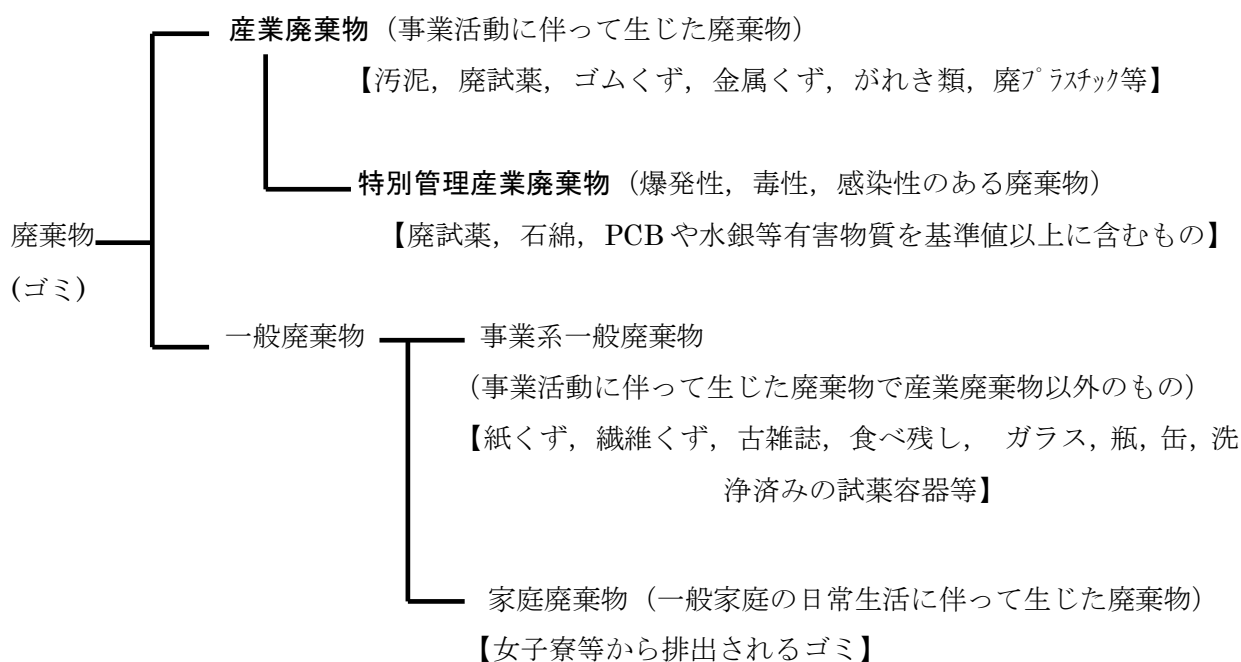 産業廃棄物（事業活動に伴って生じた廃棄物）
【汚泥，廃試薬，ゴムくず，金属くず，がれき類，廃ﾌﾟﾗｽﾁｯｸ等】
特別管理産業廃棄物（爆発性，毒性，感染性のある廃棄物）
廃棄物
【廃試薬，石綿，PCBや水銀等有害物質を基準値以上に含むもの】
(ゴミ)
一般廃棄物
事業系一般廃棄物
（事業活動に伴って生じた廃棄物で産業廃棄物以外のもの）
【紙くず，繊維くず，古雑誌，食べ残し，　ガラス，瓶，缶，洗
浄済みの試薬容器等】
家庭廃棄物（一般家庭の日常生活に伴って生じた廃棄物）
【女子寮等から排出されるゴミ】